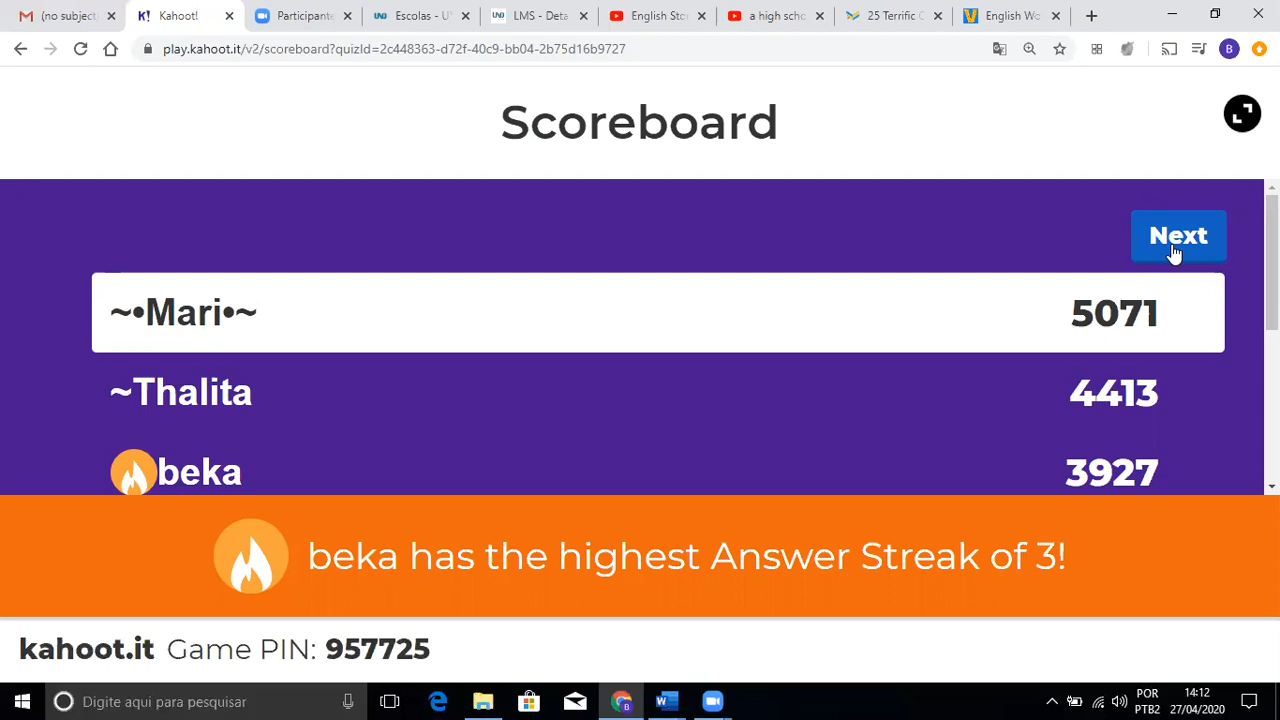 (no subject
Kahoot!
Participante
Escolas - U
LMS - Deta
English Stor
a high scho
25 Terrific C
English Wo
play.kahoot.it/v2/scoreboard?quizId=2c448363-d72f-40c9-bb04-2b75d16b9727
B
Scoreboard
Next
~•Mari•~ 5071
~Thalita 4413
beka 3927
beka has the highest Answer Streak of 3!
kahoot.it Game PIN: 957725
Digite aqui para pesquisar
POR
PTB2
14:12
27/04/2020